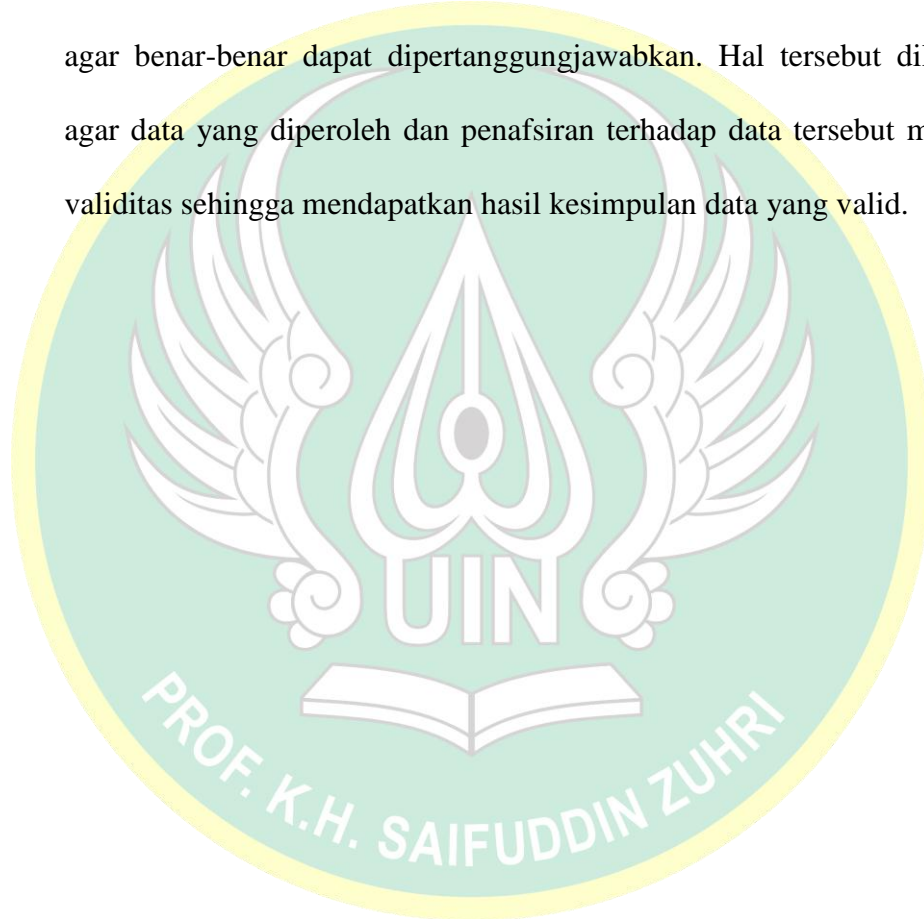 agar benar-benar dapat dipertanggungjawabkan. Hal tersebut
agar data yang diperoleh dan penafsiran terhadap data tersebut
validitas sehingga mendapatkan hasil kesimpulan data yang valid.
UIN
PROF. K.H. SAIFUDDIN ZUHRI